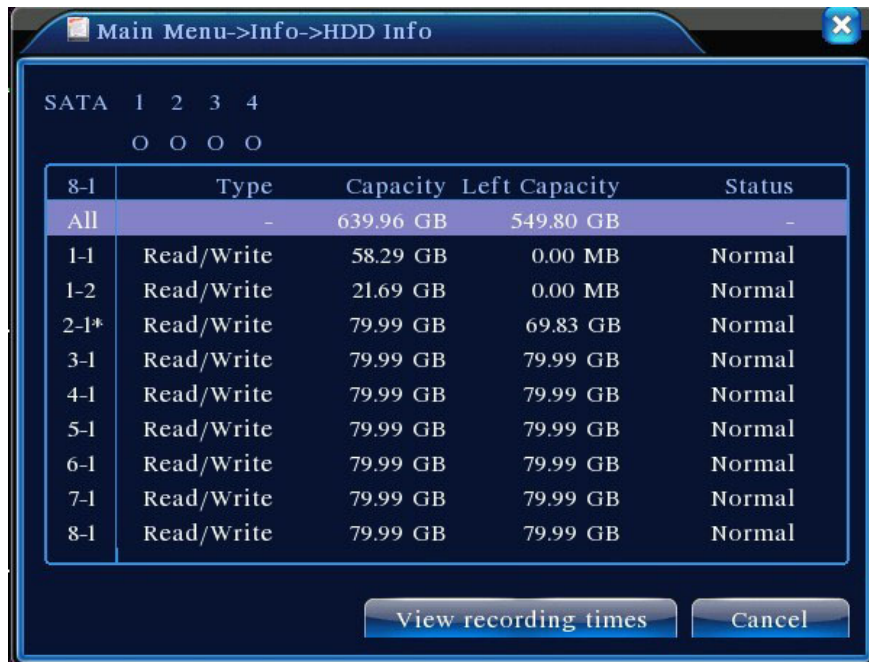 Main Menu->Info->HDD Info
SATA 1 2 3 4
O O O O
8-1 Type Capacity Left Capacity Status
All - 639.96 GB 549.80 GB -
1-1 Read/Write 58.29 GB 0.00 MB Normal
1-2 Read/Write 21.69 GB 0.00 MB Normal
2-1* Read/Write 79.99 GB 69.83 GB Normal
3-1 Read/Write 79.99 GB 79.99 GB Normal
4-1 Read/Write 79.99 GB 79.99 GB Normal
5-1 Read/Write 79.99 GB 79.99 GB Normal
6-1 Read/Write 79.99 GB 79.99 GB Normal
7-1 Read/Write 79.99 GB 79.99 GB Normal
8-1 Read/Write 79.99 GB 79.99 GB Normal
View recording times Cancel